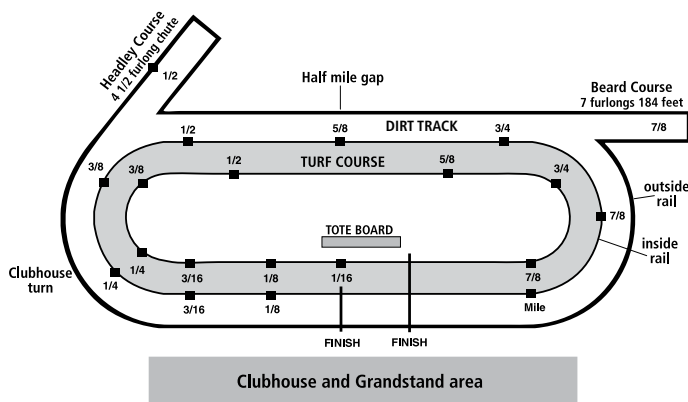 Headley Course
4 1/2 furlong chute
1/2
Half mile gap
Beard Course
7 furlongs 184 feet
1/2
5/8
DIRT TRACK
3/4
7/8
3/8
3/8
1/2
TURF COURSE
5/8
3/4
outside
rail
7/8
TOTE BOARD
inside
rail
Clubhouse
turn
1/4
1/4
3/16
1/8
1/16
7/8
3/16
1/8
Mile
FINISH
FINISH
Clubhouse and Grandstand area